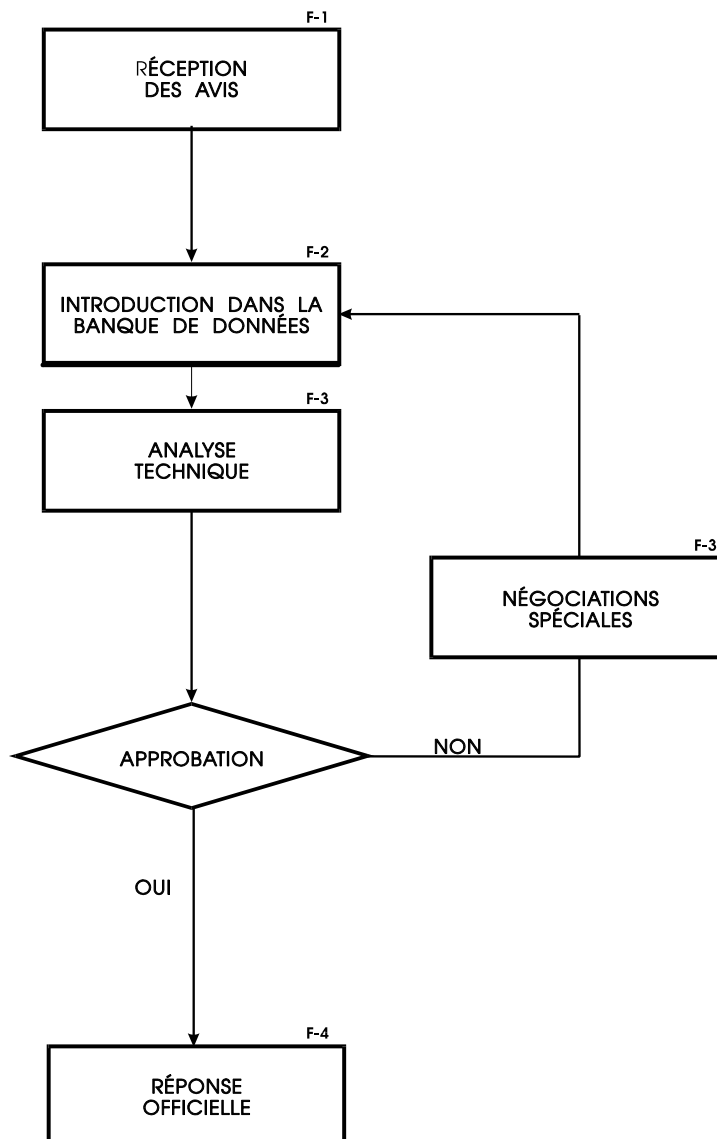 F-1
RÉCEPTION
DES AVIS
F-2
INTRODUCTION DANS LA
BANQUE DE DONNÉES
F-3
ANALYSE
TECHNIQUE
F-3
NÉGOCIATIONS
SPÉCIALES
APPROBATION
NON
OUI
F-4
RÉPONSE
OFFICIELLE